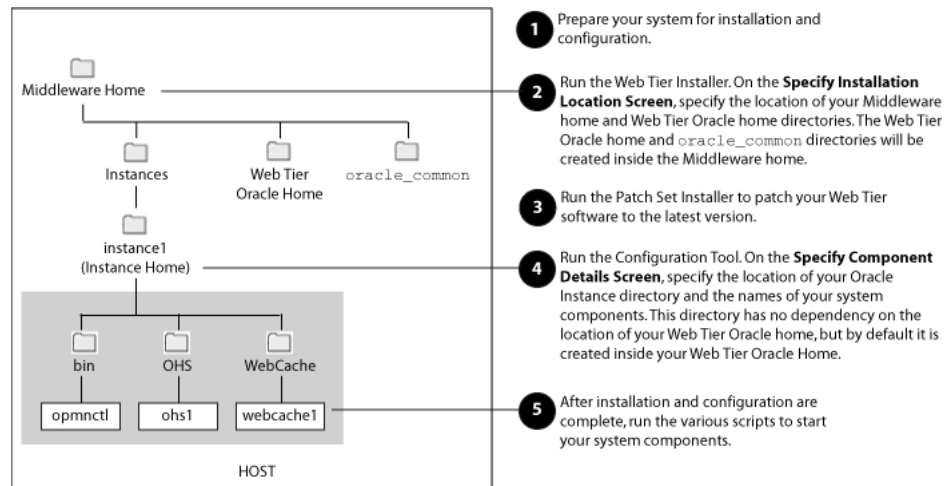 Middleware Home
Instances
Web Tier
Oracle Home
oracle_common
instance1
(Instance Home)
bin
OHS
WebCache
opmnctl
ohs1
webcache1
HOST
1
Prepare your system for installation and
configuration.
2
Run the Web Tier Installer. On the Specify Installation
Location Screen, specify the location of your Middleware
home and Web Tier Oracle home directories. The Web Tier
Oracle home and oracle_common directories will be
created inside the Middleware home.
3
Run the Patch Set Installer to patch your Web Tier
software to the latest version.
4
Run the Configuration Tool. On the Specify Component
Details Screen, specify the location of your Oracle
Instance directory and the names of your system
components. This directory has no dependency on the
location of your Web Tier Oracle home, but by default it is
created inside your Web Tier Oracle Home.
5
After installation and configuration are
complete, run the various scripts to start
your system components.